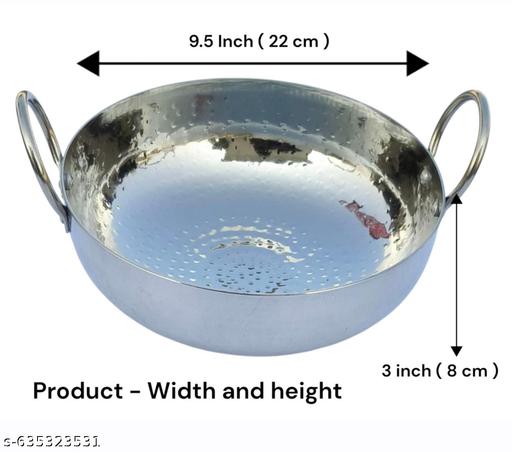 9.5 Inch ( 22 cm )
3 inch ( 8 cm )
Product - Width and height
s-635323531